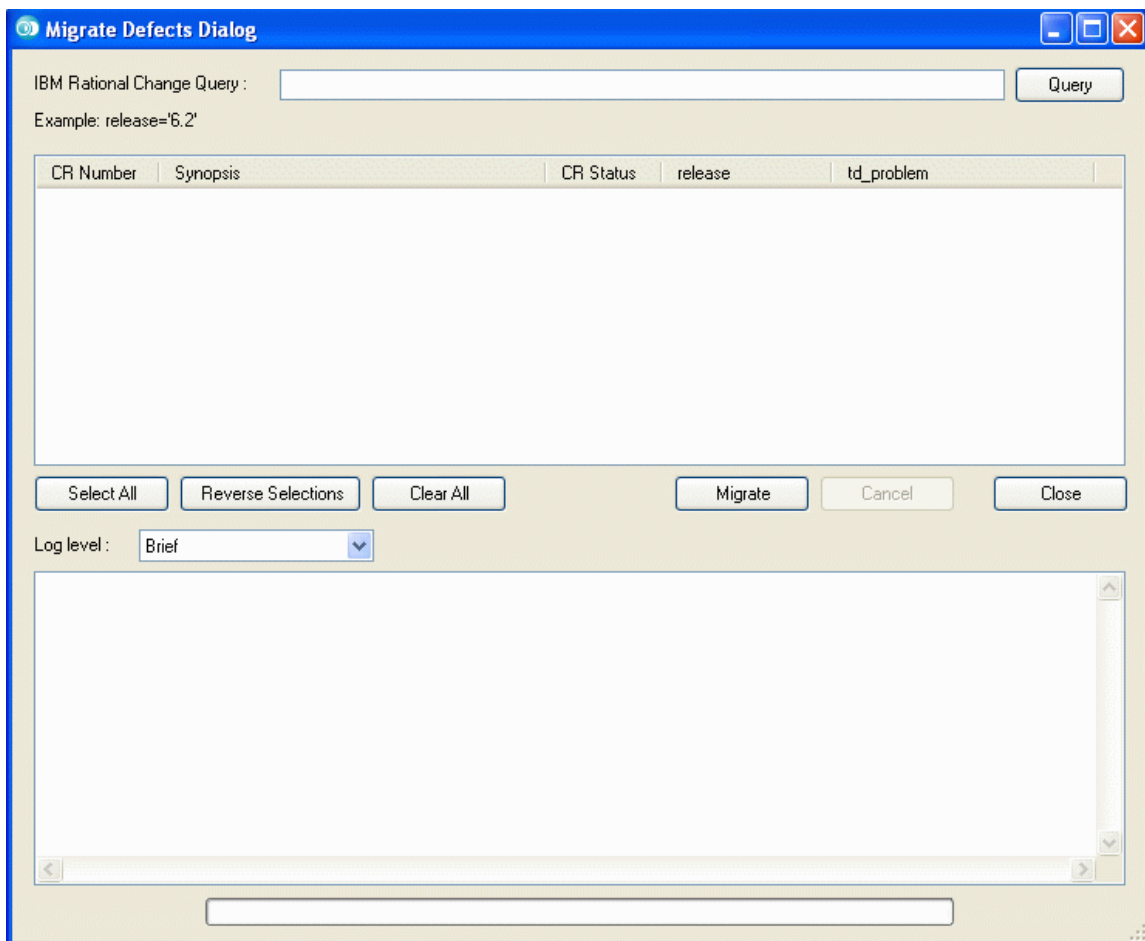 Migrate Defects Dialog
IBM Rational Change Query :
Query
Example: release='6.2'
CR Number Synopsis CR Status release td_problem
Select All Reverse Selections Clear All Migrate Cancel Close
Log level : Brief